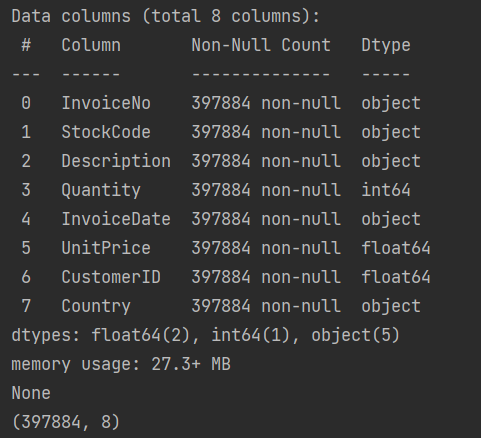 Data columns (total 8 columns):
 #   Column       Non-Null Count   Dtype
---  ------       --------------   -----
 0   InvoiceNo    397884 non-null  object
 1   StockCode    397884 non-null  object
 2   Description  397884 non-null  object
 3   Quantity     397884 non-null  int64
 4   InvoiceDate  397884 non-null  object
 5   UnitPrice    397884 non-null  float64
 6   CustomerID   397884 non-null  float64
 7   Country      397884 non-null  object
dtypes: float64(2), int64(1), object(5)
memory usage: 27.3+ MB
None
(397884, 8)